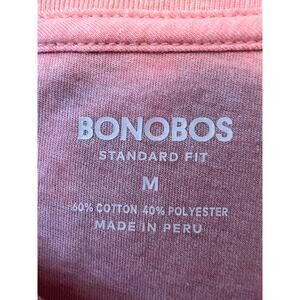 BONOBOS
STANDARD FIT
M
60% COTTON 40% POLYESTER
MADE IN PERU